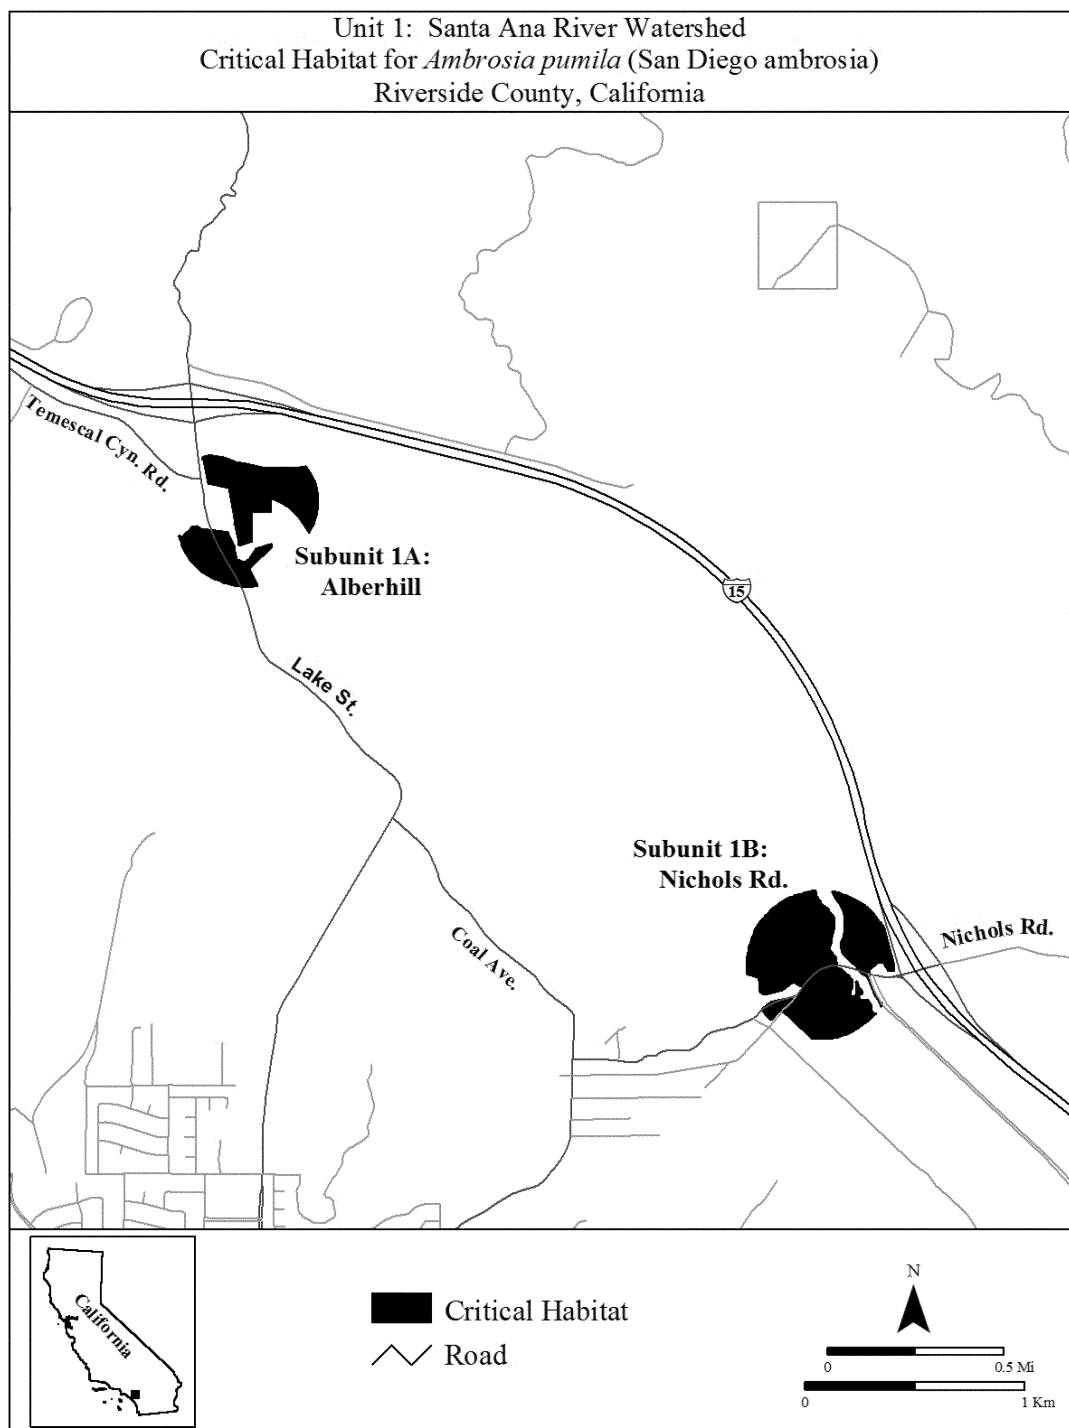 Unit 1: Santa Ana River Watershed
Critical Habitat for Ambrosia pumila (San Diego ambrosia)
Riverside County, California
Temescal Cyn. Rd.
Subunit 1A:
Alberhill
15
Lake St.
Subunit 1B:
Nichols Rd.
Nichols Rd.
Coal Ave.
California
Critical Habitat
Road
N
0 0.5 Mi
0 1 Km